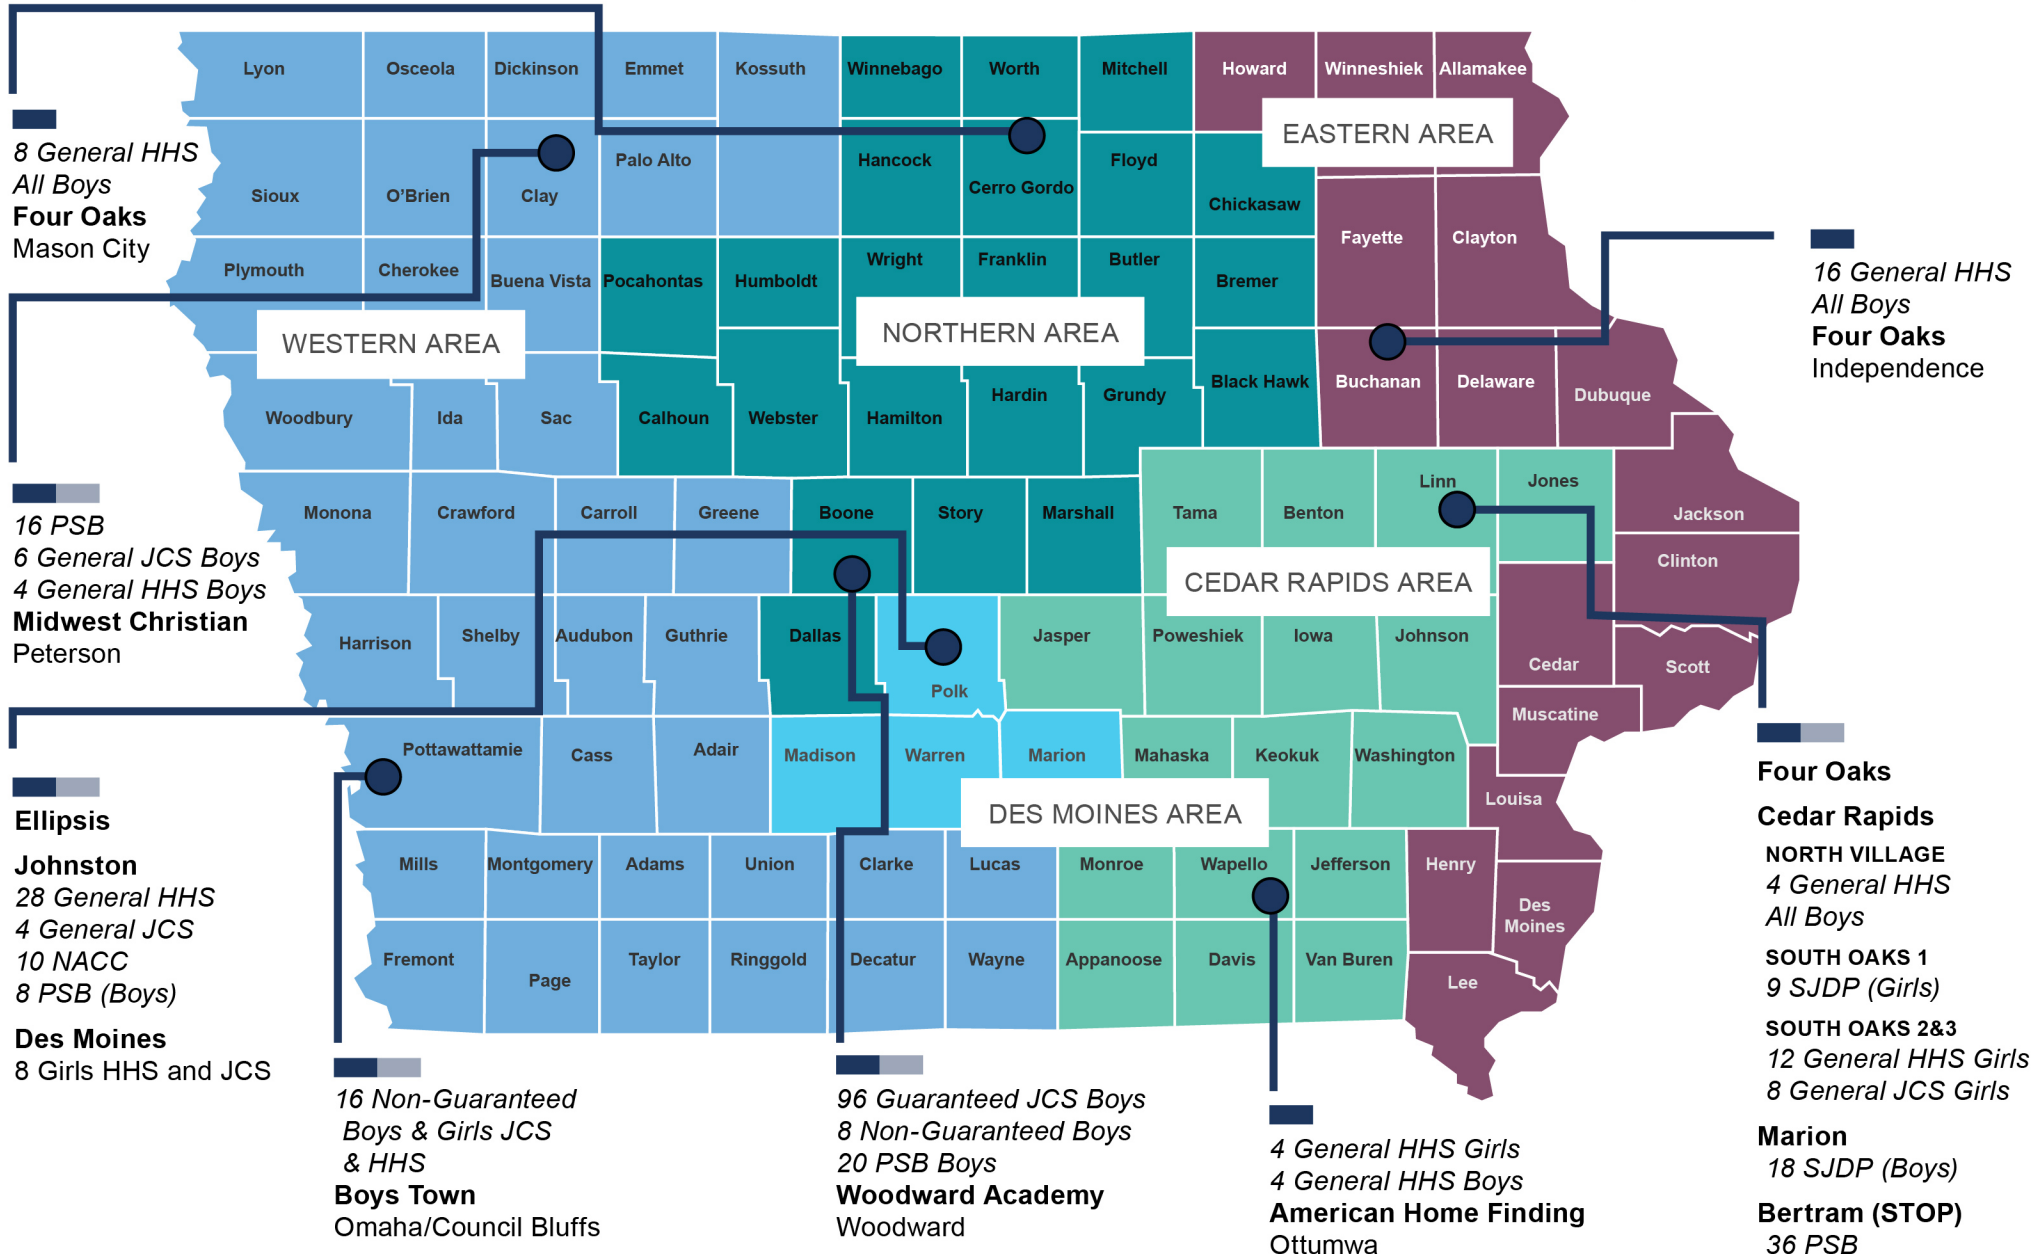 Lyon
Osceola
Dickinson
Emmet
Kossuth
Winnebago
Worth
Mitchell
Howard
Winneshiek
Allamakee
EASTERN AREA
8 General HHS
All Boys
Four Oaks
Mason City
Sioux
O'Brien
Clay
Palo Alto
Hancock
Cerro Gordo
Floyd
Chickasaw
Fayette
Clayton
16 General HHS
All Boys
Four Oaks
Independence
Plymouth
Cherokee
Buena Vista
Pocahontas
Humboldt
Wright
Franklin
Butler
Bremer
WESTERN AREA
NORTHERN AREA
Woodbury
Ida
Sac
Calhoun
Webster
Hamilton
Hardin
Grundy
Black Hawk
Buchanan
Delaware
Dubuque
16 PSB
6 General JCS Boys
4 General HHS Boys
Midwest Christian
Peterson
Monona
Crawford
Carroll
Greene
Boone
Story
Marshall
Tama
Benton
Linn
Jones
Jackson
Clinton
CEDAR RAPIDS AREA
Harrison
Shelby
Audubon
Guthrie
Dallas
Polk
Jasper
Poweshiek
Iowa
Johnson
Cedar
Scott
Muscatine
Pottawattamie
Cass
Adair
Madison
Warren
Marion
Mahaska
Keokuk
Washington
Louisa
DES MOINES AREA
Mills
Montgomery
Adams
Union
Clarke
Lucas
Monroe
Wapello
Jefferson
Henry
Des
Moines
Fremont
Page
Taylor
Ringgold
Decatur
Wayne
Appanoose
Davis
Van Buren
Lee
Ellipsis
Johnston
28 General HHS
4 General JCS
10 NACC
8 PSB (Boys)
Des Moines
8 Girls HHS and JCS
16 Non-Guaranteed
Boys & Girls JCS
& HHS
Boys Town
Omaha/Council Bluffs
96 Guaranteed JCS Boys
8 Non-Guaranteed Boys
20 PSB Boys
Woodward Academy
Woodward
4 General HHS Girls
4 General HHS Boys
American Home Finding
Ottumwa
Four Oaks
Cedar Rapids
NORTH VILLAGE
4 General HHS
All Boys
SOUTH OAKS 1
9 SJDP (Girls)
SOUTH OAKS 2&3
12 General HHS Girls
8 General JCS Girls
Marion
18 SJDP (Boys)
Bertram (STOP)
36 PSB